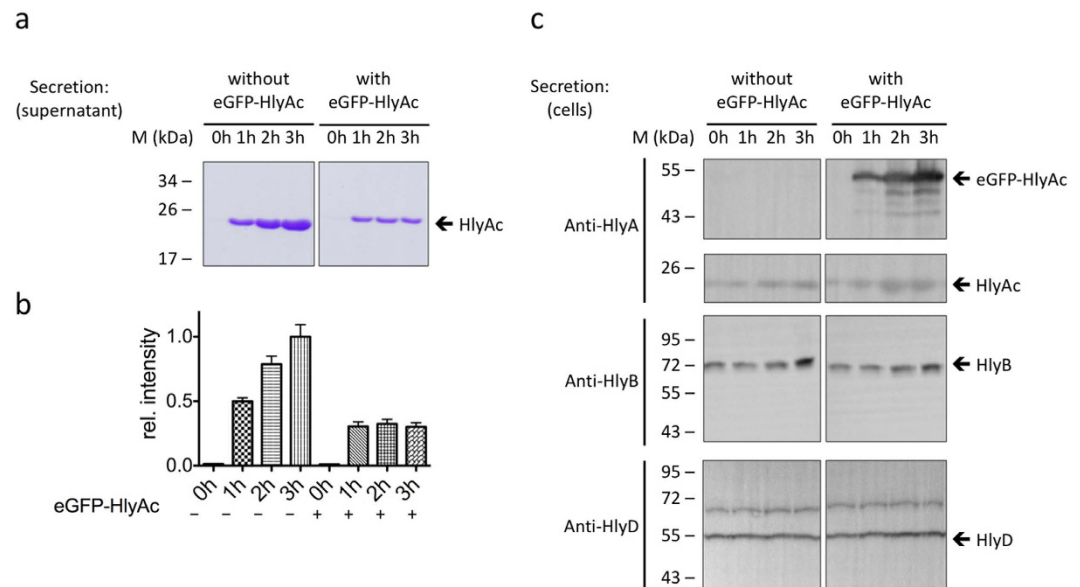 a
Secretion:
(supernatant)
without
eGFP-HlyAc
with
eGFP-HlyAc
M (kDa)
0h 1h 2h 3h
0h 1h 2h 3h
34 –
26 –
17 –
HlyAc
b
rel. intensity
1.0
0.5
0.0
0h 1h 2h 3h 0h 1h 2h 3h
eGFP-HlyAc
– – – – + + + +
c
Secretion:
(cells)
without
eGFP-HlyAc
with
eGFP-HlyAc
M (kDa)
0h 1h 2h 3h
0h 1h 2h 3h
Anti-HlyA
55 –
43 –
eGFP-HlyAc
26 –
HlyAc
Anti-HlyB
95 –
72 –
55 –
43 –
HlyB
Anti-HlyD
95 –
72 –
55 –
43 –
HlyD